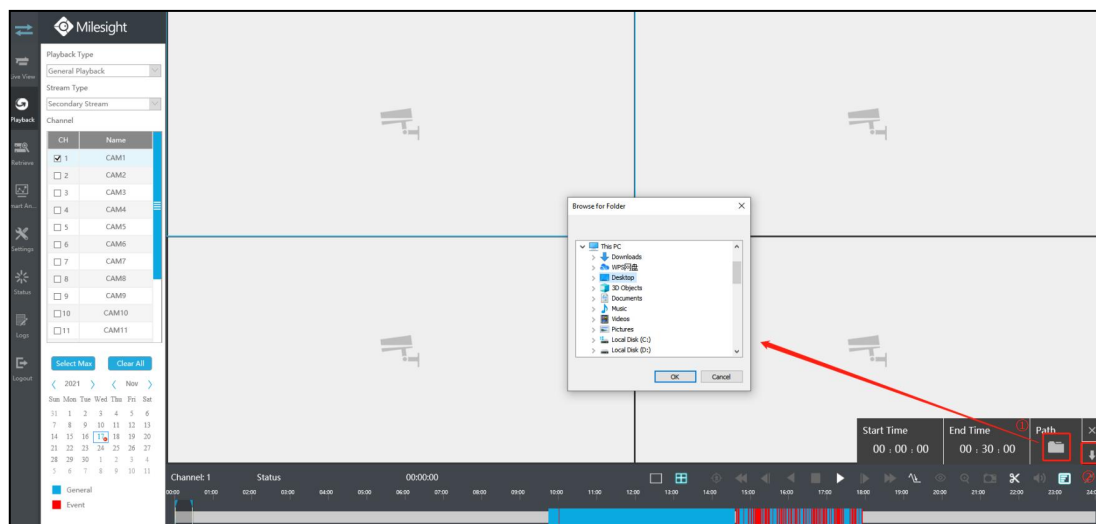 Milesight
Live View
Playback
Retrieve
Smart An...
Settings
Status
Logs
Logout
Playback Type
General Playback
Stream Type
Secondary Stream
Channel
CH Name
1 CAM1
2 CAM2
3 CAM3
4 CAM4
5 CAM5
6 CAM6
7 CAM7
8 CAM8
9 CAM9
10 CAM10
11 CAM11
Select Max Clear All
2021 Nov
Sun Mon Tue Wed Thu Fri Sat
31 1 2 3 4 5 6
7 8 9 10 11 12 13
14 15 16 17 18 19 20
21 22 23 24 25 26 27
28 29 30 1 2 3 4
5 6 7 8 9 10 11
General
Event
Browse for Folder
This PC
Downloads
WPS网盘
Desktop
3D Objects
Documents
Music
Videos
Pictures
Local Disk (C:)
Local Disk (D:)
OK Cancel
Start Time End Time ① Path
00 : 00 : 00 00 : 30 : 00
Channel: 1 Status 00:00:00
00:00 01:00 02:00 03:00 04:00 05:00 06:00 07:00 08:00 09:00 10:00 11:00 12:00 13:00 14:00 15:00 16:00 17:00 18:00 19:00 20:00 21:00 22:00 23:00 24:0